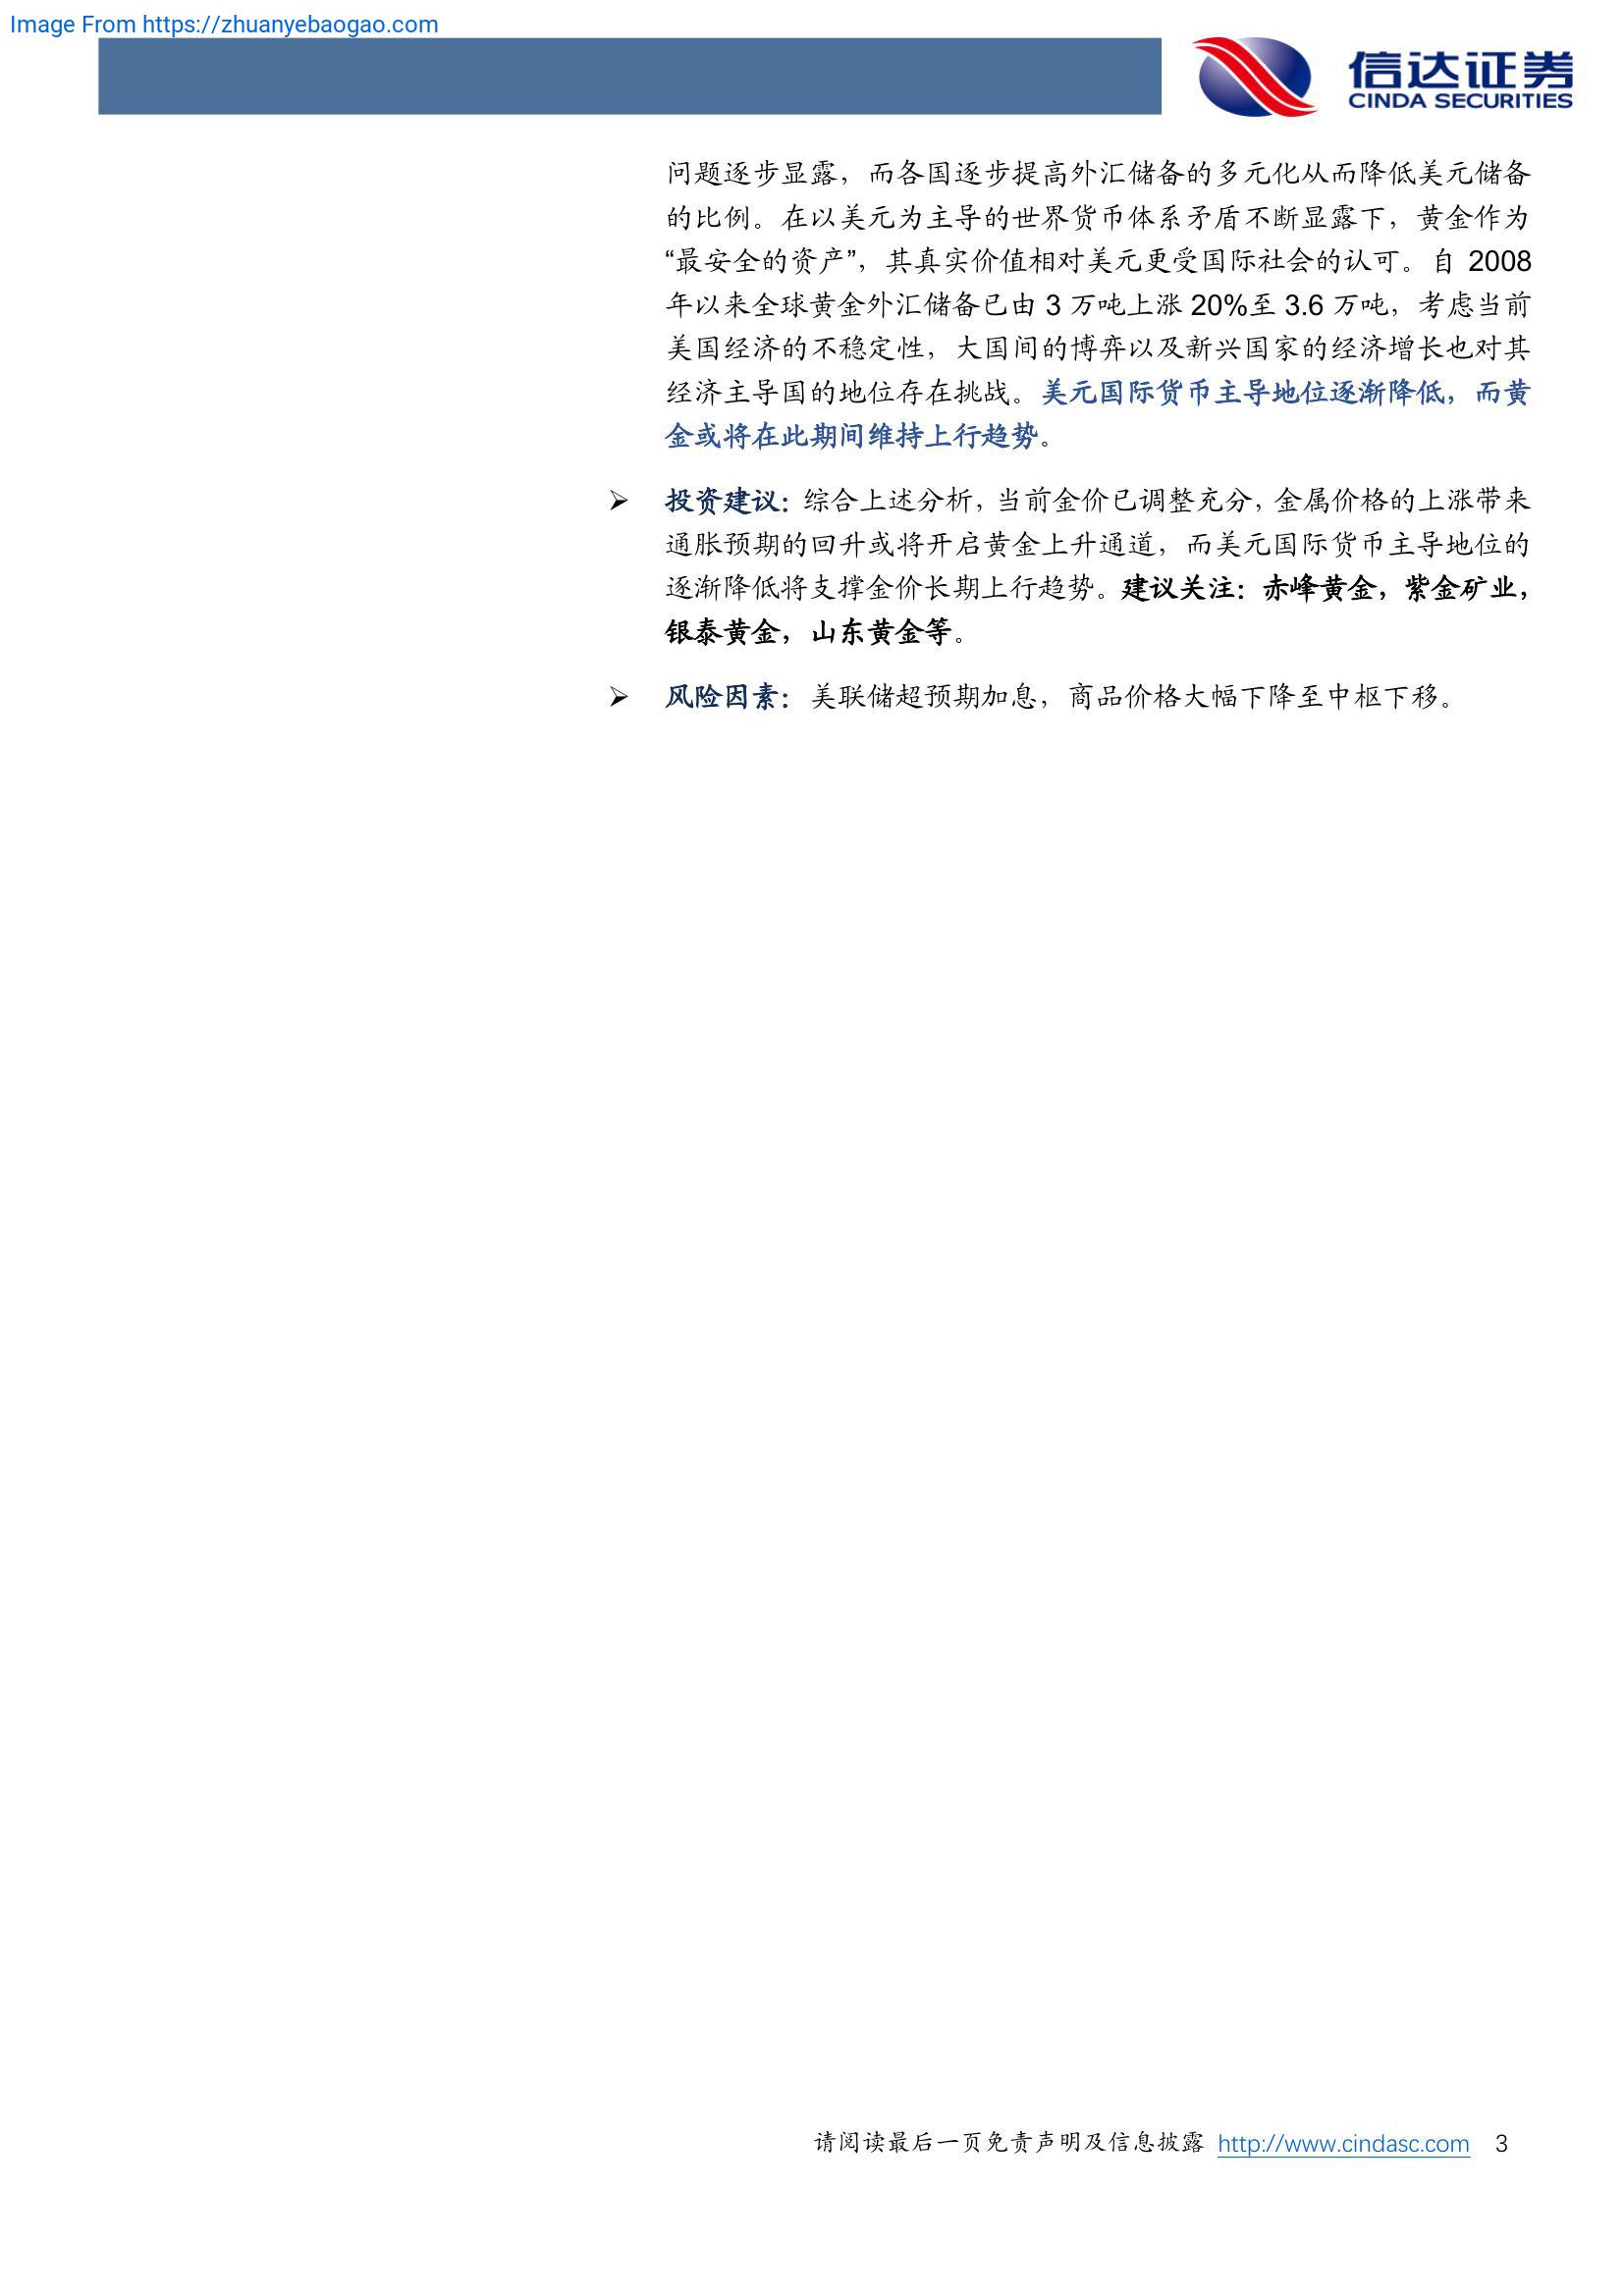 Image From https://zhuanyebaogao.com
信达证券
CINDA SECURITIES
问题逐步显露，而各国逐步提高外汇储备的多元化从而降低美元储备
的比例。在以美元为主导的世界货币体系矛盾不断显露下，黄金作为
“最安全的资产”，其真实价值相对美元更受国际社会的认可。自 2008
年以来全球黄金外汇储备已由 3 万吨上涨 20%至 3.6 万吨，考虑当前
美国经济的不稳定性，大国间的博弈以及新兴国家的经济增长也对其
经济主导国的地位存在挑战。美元国际货币主导地位逐渐降低，而黄
金或将在此期间维持上行趋势。
➢ 投资建议：综合上述分析，当前金价已调整充分，金属价格的上涨带来
通胀预期的回升或将开启黄金上升通道，而美元国际货币主导地位的
逐渐降低将支撑金价长期上行趋势。建议关注：赤峰黄金，紫金矿业，
银泰黄金，山东黄金等。
➢ 风险因素：美联储超预期加息，商品价格大幅下降至中枢下移。
请阅读最后一页免责声明及信息披露 http://www.cindasc.com 3